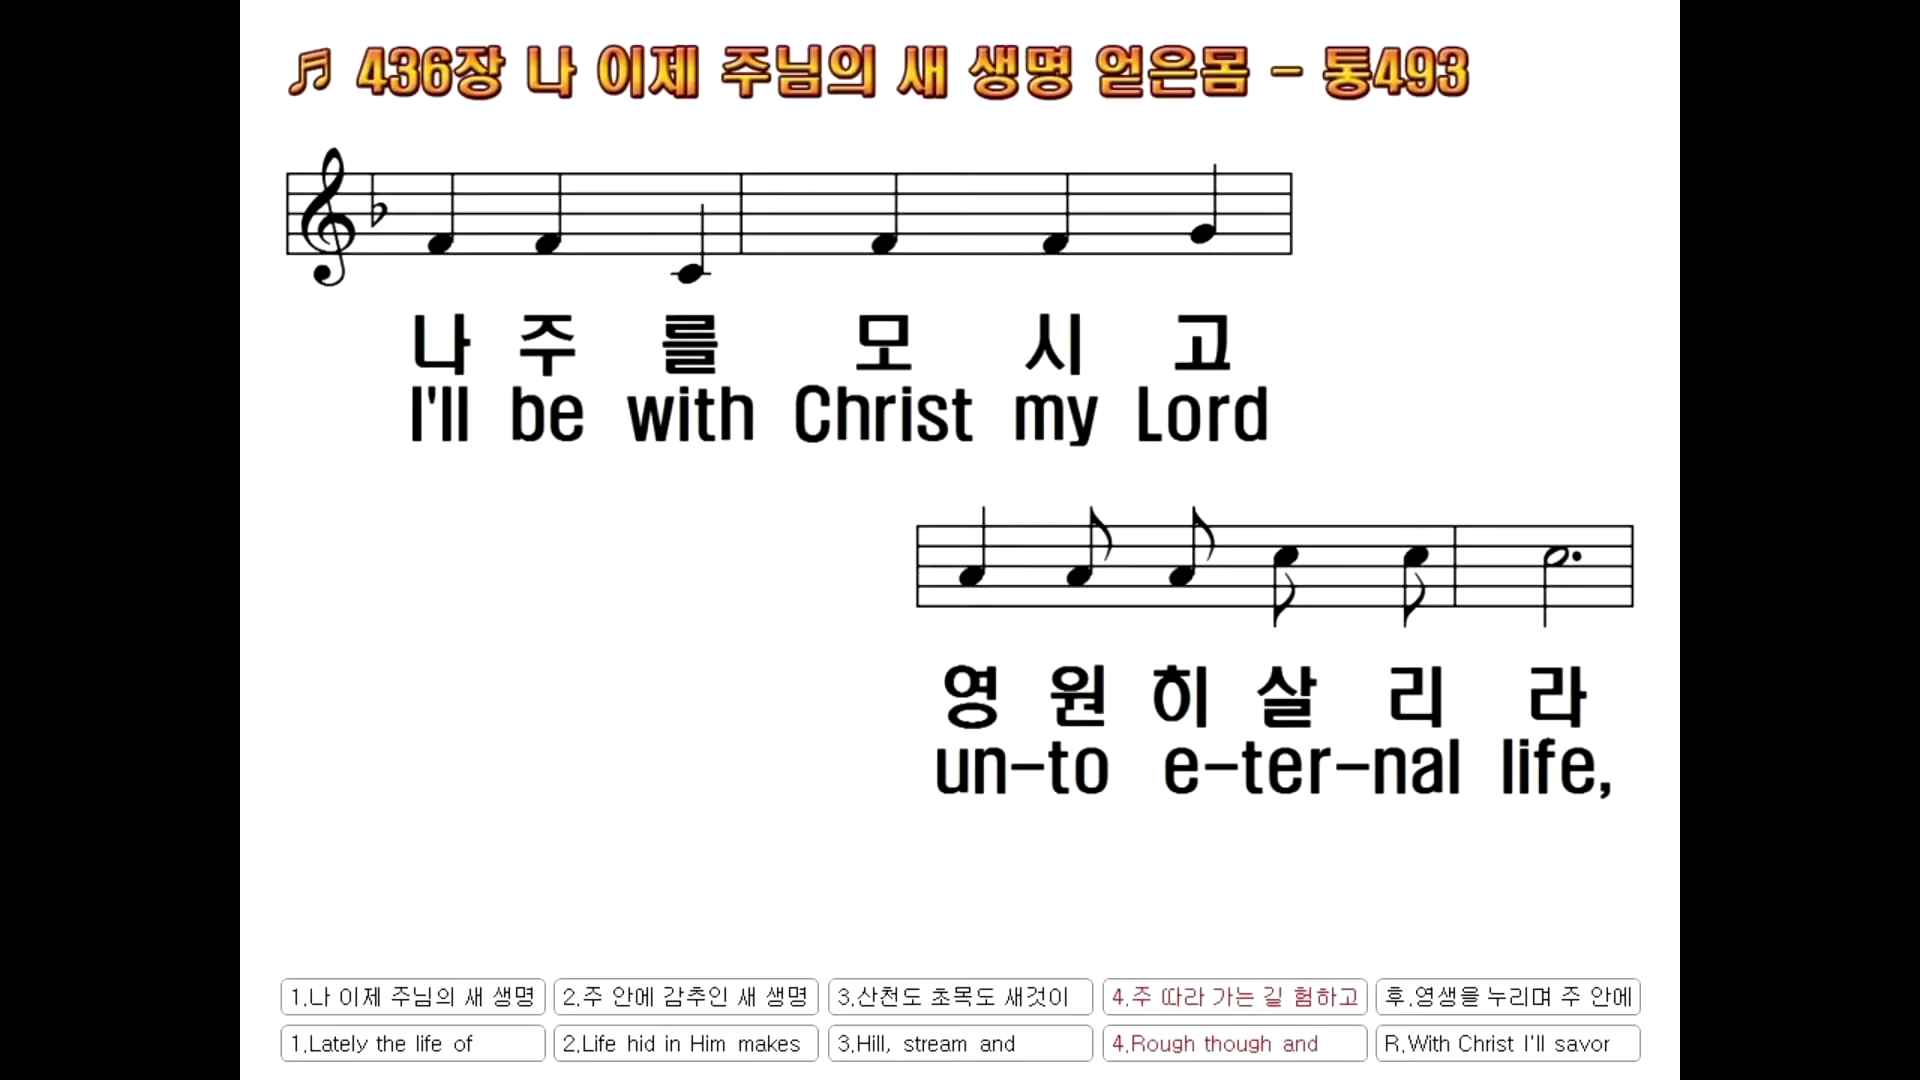 ♬ 436장 나 이제 주님의 새 생명 얻은몸 - 통493
나 주 를 모 시 고
I'll be with Christ my Lord
영 원 히 살 리 라
un-to e-ter-nal life,
1.나 이제 주님의 새 생명
2.주 안에 감추인 새 생명
3.산천도 초목도 새것이
4.주 따라 가는 길 험하고
후.영생을 누리며 주 안에
1.Lately the life of
2.Life hid in Him makes
3.Hill, stream and
4.Rough though and
R.With Christ I'll savor